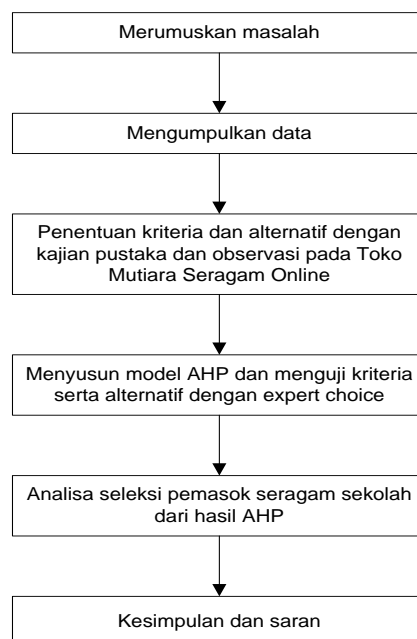 Merumuskan masalah
Mengumpulkan data
Penentuan kriteria dan alternatif dengan
kajian pustaka dan observasi pada Toko
Mutiara Seragam Online
Menyusun model AHP dan menguji kriteria
serta alternatif dengan expert choice
Analisa seleksi pemasok seragam sekolah
dari hasil AHP
Kesimpulan dan saran